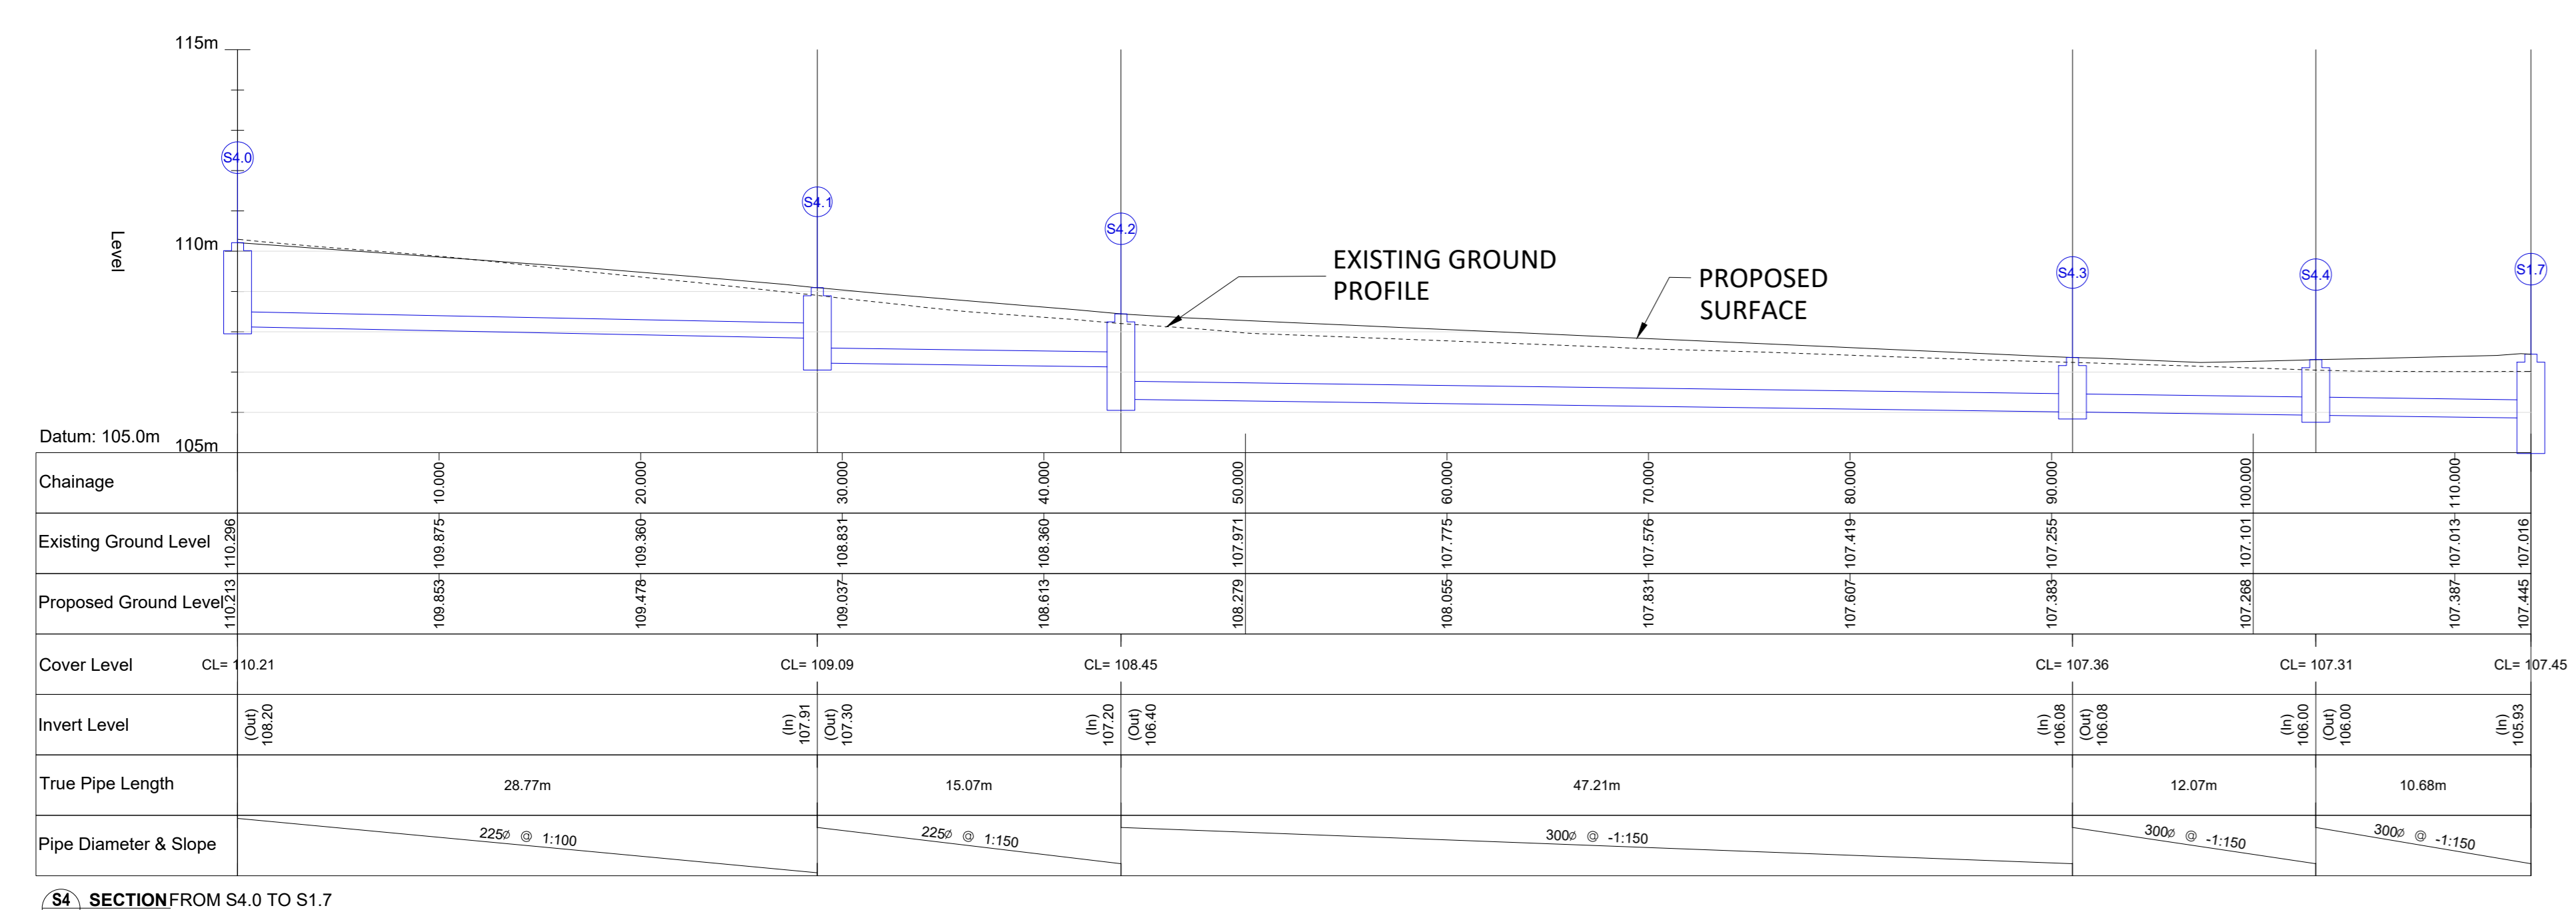 115m
S4.0
S4.1
S4.2
110m
Level
EXISTING GROUND
PROFILE
PROPOSED
SURFACE
S4.3
S4.4
S1.7
Datum: 105.0m
105m
Chainage 10.000 20.000 30.000 40.000 50.000 60.000 70.000 80.000 90.000 100.000 110.000
Existing Ground Level 110.296 109.875 109.360 108.831 108.360 107.971 107.775 107.576 107.419 107.255 107.101 107.013 107.016
Proposed Ground Level 110.213 109.853 109.478 109.037 108.613 108.279 108.055 107.831 107.607 107.383 107.268 107.387 107.445
Cover Level CL= 110.21 CL= 109.09 CL= 108.45 CL= 107.36 CL= 107.31 CL= 107.45
Invert Level (Out) 108.20 (In) 107.91 (Out) 107.30 (In) 107.20 (Out) 106.40 (In) 106.08 (Out) 106.08 (In) 106.00 (Out) 106.00 (In) 105.93
True Pipe Length 28.77m 15.07m 47.21m 12.07m 10.68m
Pipe Diameter & Slope 225Ø @ 1:100 225Ø @ 1:150 300Ø @ -1:150 300Ø @ -1:150 300Ø @ -1:150
S4 SECTION FROM S4.0 TO S1.7